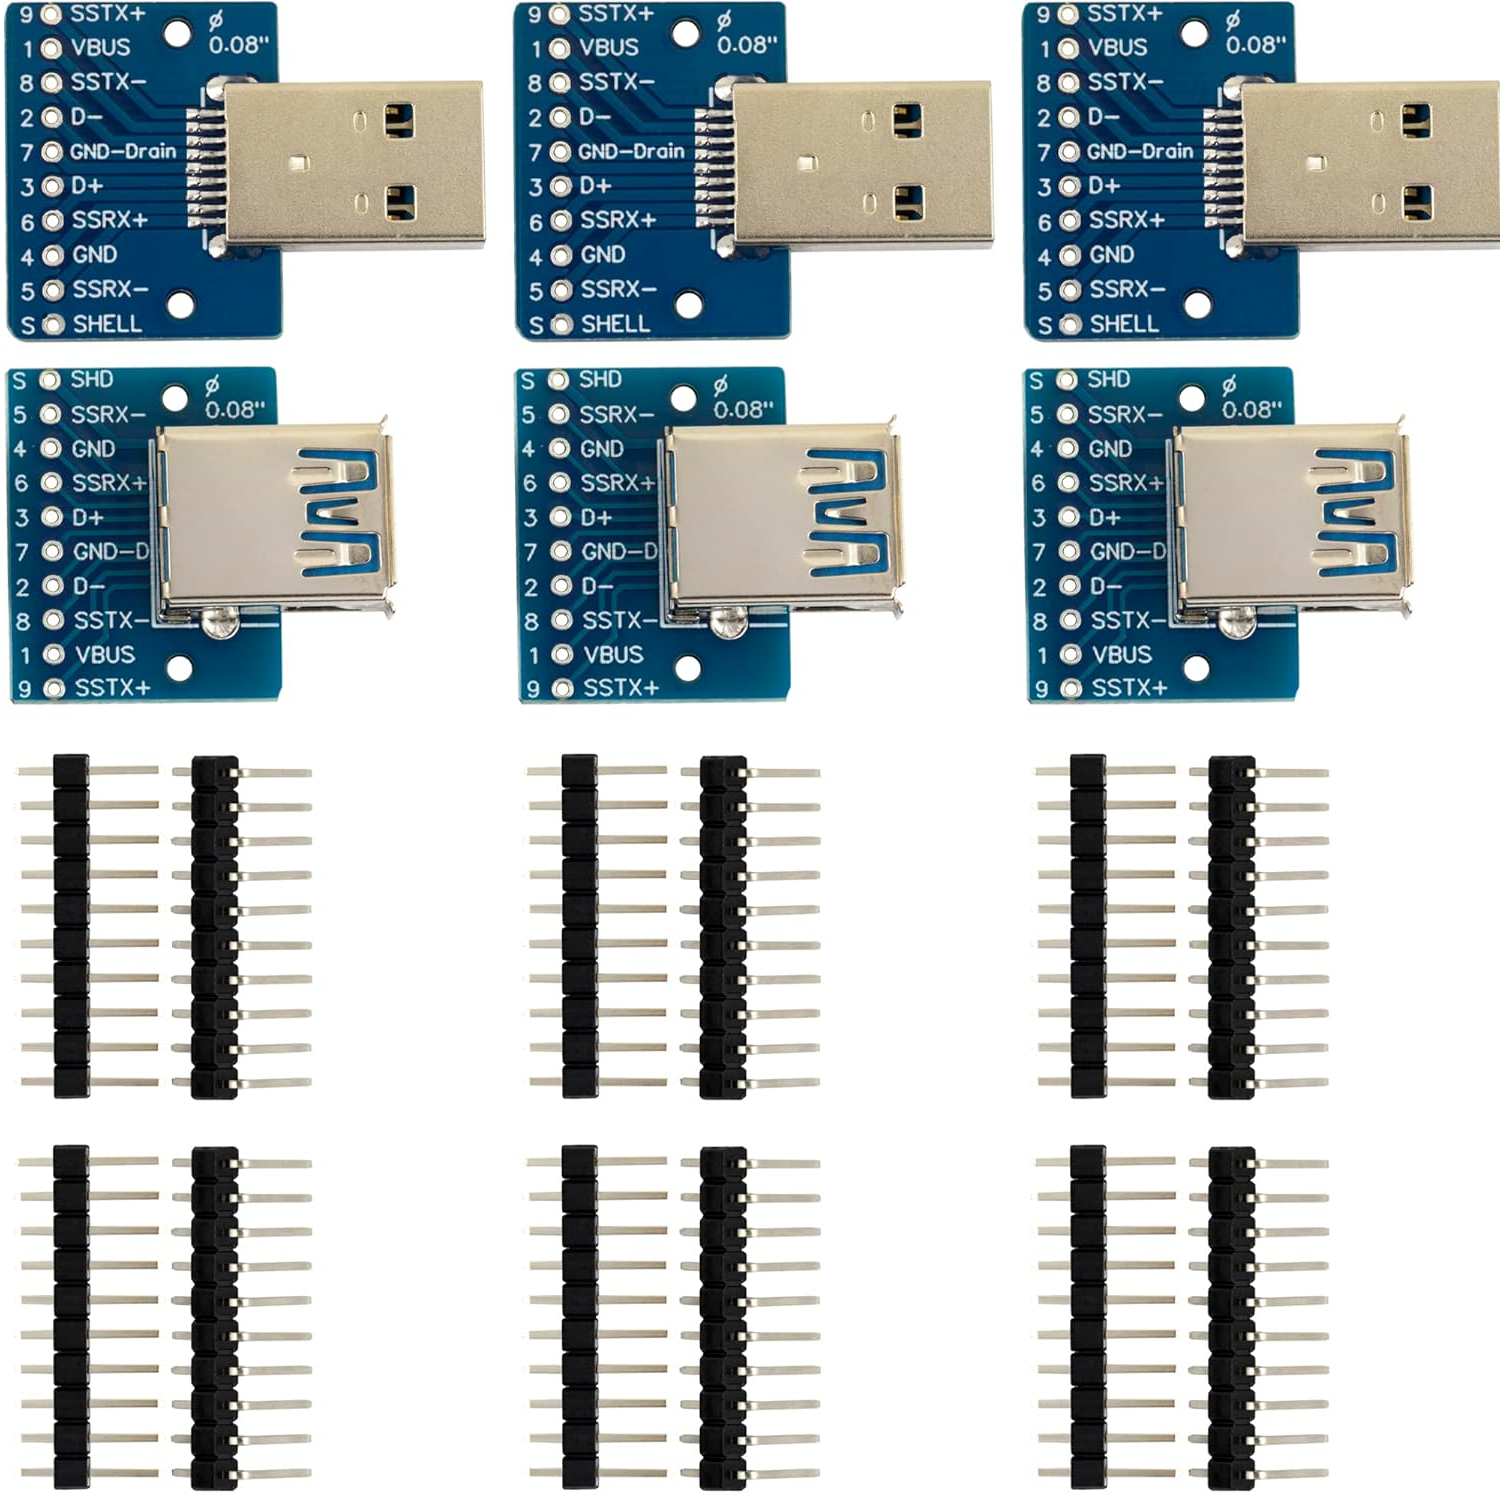 9 SSTX+
1 VBUS
8 SSTX-
2 D-
7 GND-Drain
3 D+
6 SSRX+
4 GND
5 SSRX-
S SHELL
ø
0.08"
9 SSTX+
1 VBUS
8 SSTX-
2 D-
7 GND-Drain
3 D+
6 SSRX+
4 GND
5 SSRX-
S SHELL
ø
0.08"
9 SSTX+
1 VBUS
8 SSTX-
2 D-
7 GND-Drain
3 D+
6 SSRX+
4 GND
5 SSRX-
S SHELL
ø
0.08"
S SHD
5 SSRX-
4 GND
6 SSRX+
3 D+
7 GND-D
2 D-
8 SSTX-
1 VBUS
9 SSTX+
ø
0.08"
S SHD
5 SSRX-
4 GND
6 SSRX+
3 D+
7 GND-D
2 D-
8 SSTX-
1 VBUS
9 SSTX+
ø
0.08"
S SHD
5 SSRX-
4 GND
6 SSRX+
3 D+
7 GND-D
2 D-
8 SSTX-
1 VBUS
9 SSTX+
ø
0.08"